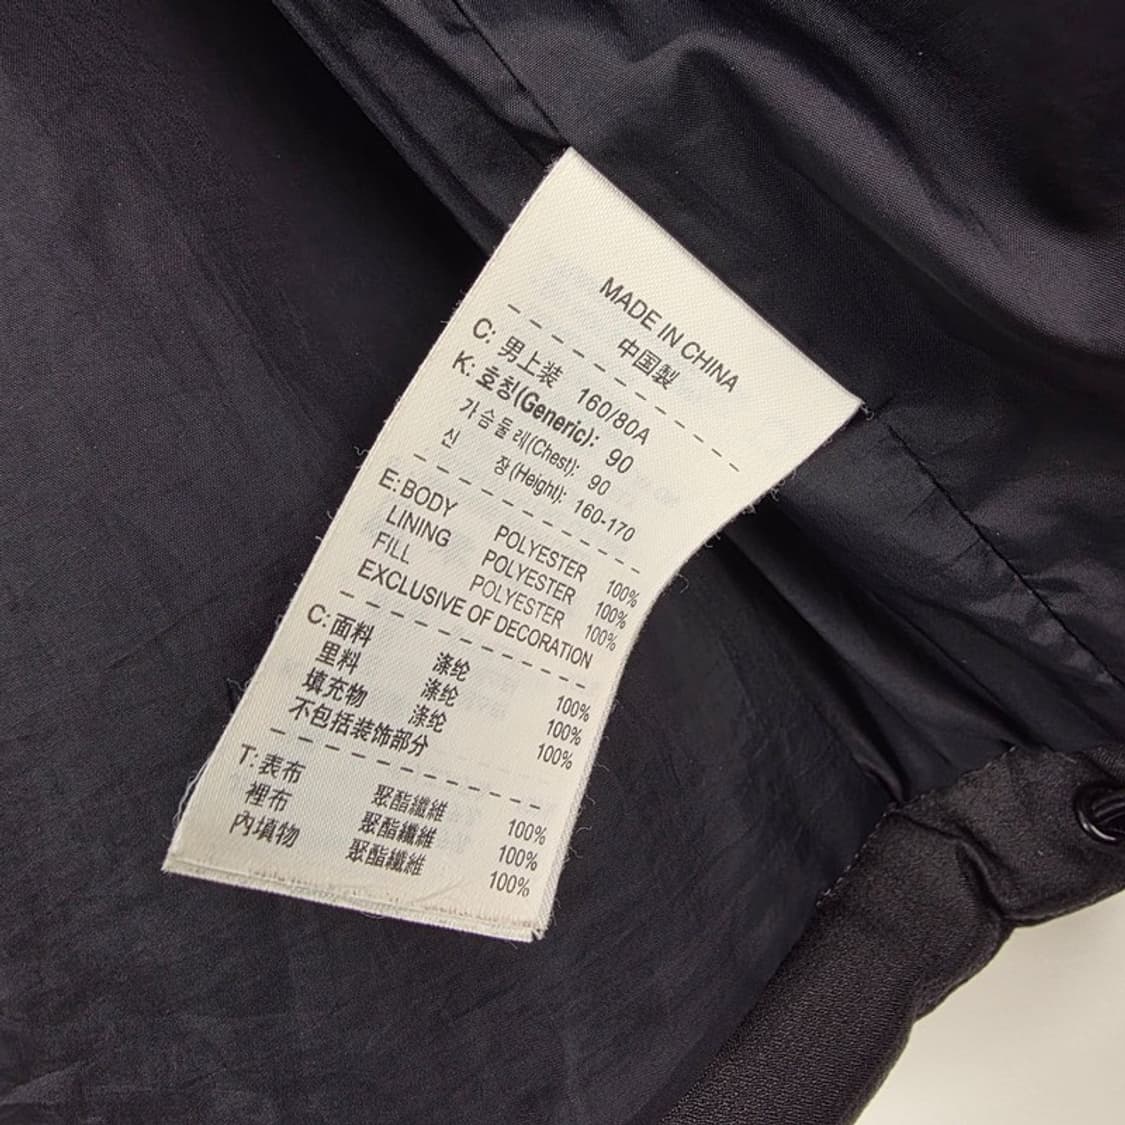 MADE IN CHINA
中国製
C: 男上装 160/80A
K: 호칭(Generic): 90
가슴둘레(Chest): 90
신 장(Height): 160-170
E: BODY POLYESTER 100%
LINING POLYESTER 100%
FILL POLYESTER 100%
EXCLUSIVE OF DECORATION
C: 面料 涤纶 100%
里料 涤纶 100%
填充物 涤纶 100%
不包括装饰部分
T: 表布 聚酯纖維 100%
裡布 聚酯纖維 100%
內填物 聚酯纖維 100%